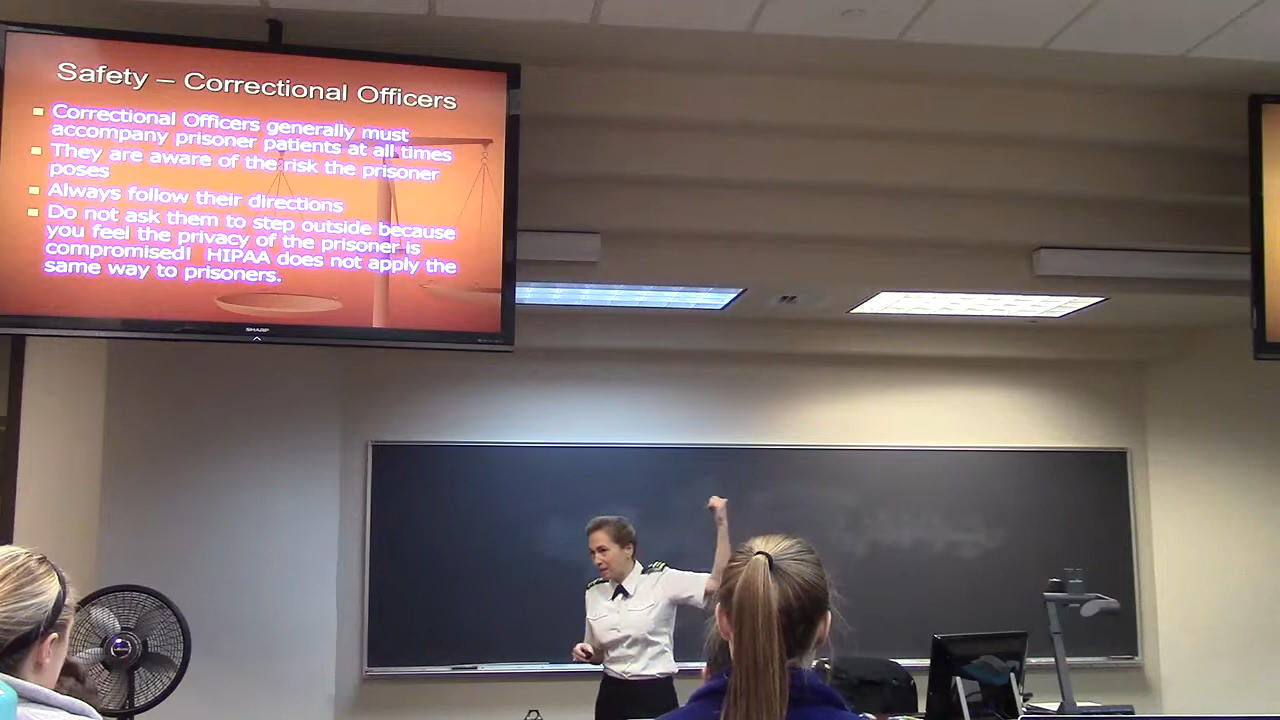 Safety – Correctional Officers
Correctional Officers generally must
accompany prisoner patients at all times
They are aware of the risk the prisoner
poses
Always follow their directions
Do not ask them to step outside because
you feel the privacy of the prisoner is
compromised! HIPAA does not apply the
same way to prisoners.
SHARP